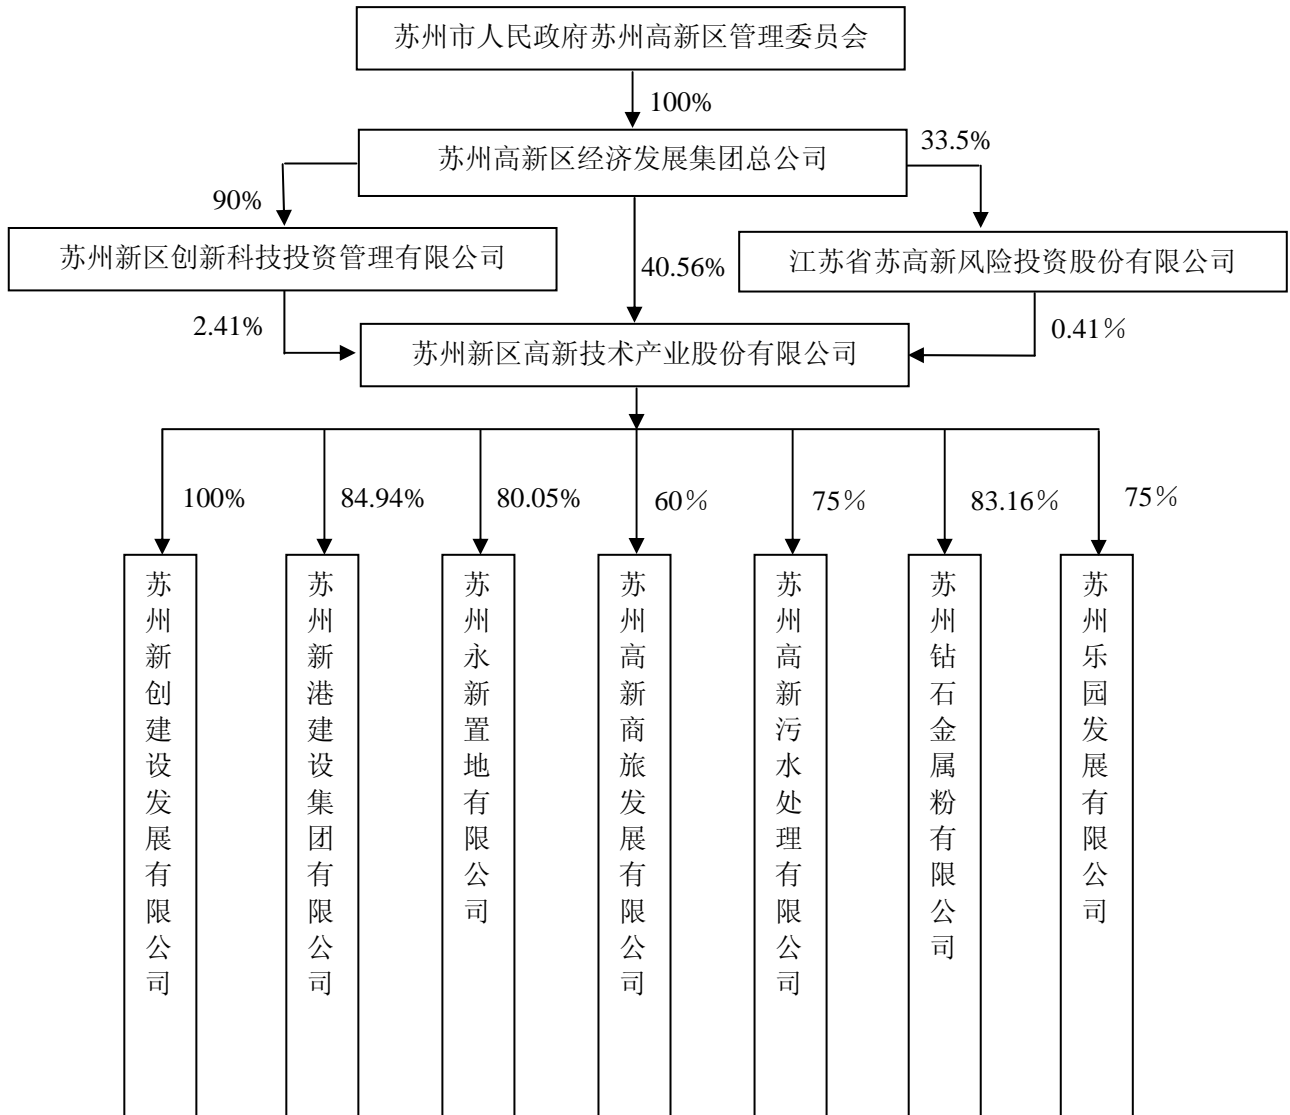 苏州市人民政府苏州高新区管理委员会
100%
苏州高新区经济发展集团总公司
33.5%
90%
苏州新区创新科技投资管理有限公司
40.56%
江苏省苏高新风险投资股份有限公司
2.41%
0.41%
苏州新区高新技术产业股份有限公司
100%
84.94%
80.05%
60%
75%
83.16%
75%
苏州新创建设发展有限公司
苏州新港建设集团有限公司
苏州永新置地有限公司
苏州高新商旅发展有限公司
苏州高新污水处理有限公司
苏州钻石金属粉有限公司
苏州乐园发展有限公司